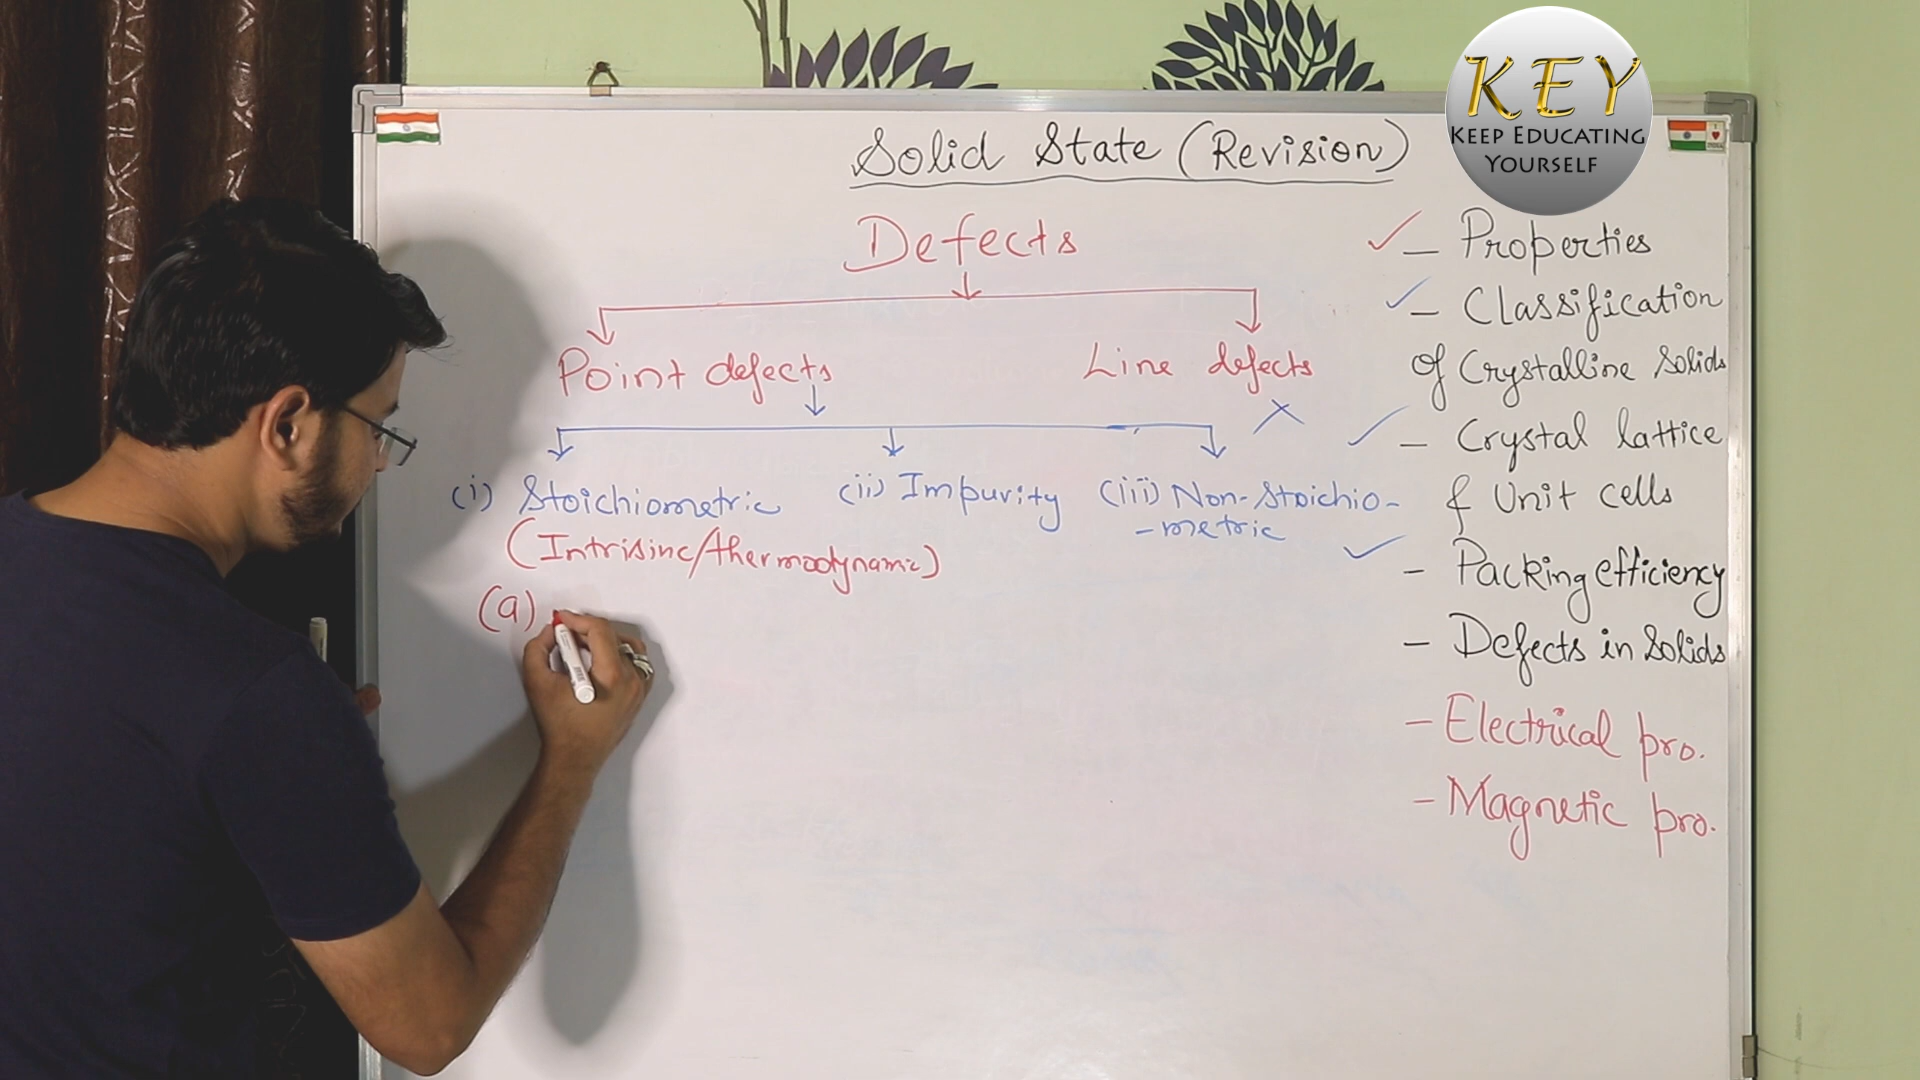 KEY
KEEP EDUCATING
YOURSELF
Solid State (Revision)
Defects
Point defects
Line defects
(i) Stoichiometric
(Intrisinc/thermodynamic)
(a)
(ii) Impurity
(iii) Non-Stoichio-
-metric
- Properties
- Classification
of Crystalline Solids
- Crystal lattice
& Unit cells
- Packing efficiency
- Defects in Solids
- Electrical pro.
- Magnetic pro.